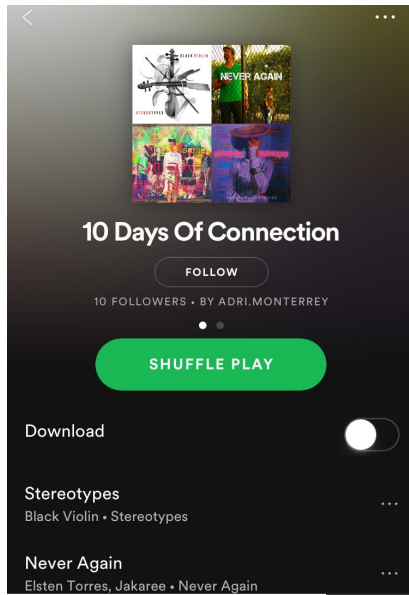 BLACK VIOLIN
STEREOTYPES
NEVER AGAIN
10 Days Of Connection
FOLLOW
10 FOLLOWERS • BY ADRI.MONTERREY
SHUFFLE PLAY
Download
Stereotypes
Black Violin • Stereotypes
Never Again
Elsten Torres, Jakaree • Never Again